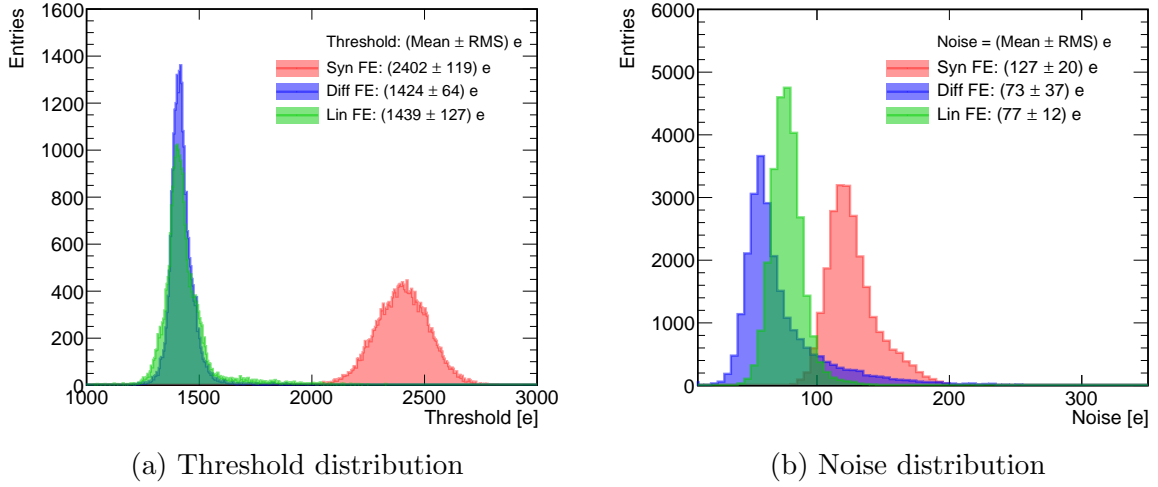 Entries
1600
1400
1200
1000
800
600
400
200
0
Threshold: (Mean ± RMS) e
Syn FE: (2402 ± 119) e
Diff FE: (1424 ± 64) e
Lin FE: (1439 ± 127) e
1000 1500 2000 2500 3000
Threshold [e]
(a) Threshold distribution
Entries
6000
5000
4000
3000
2000
1000
0
Noise = (Mean ± RMS) e
Syn FE: (127 ± 20) e
Diff FE: (73 ± 37) e
Lin FE: (77 ± 12) e
100 200 300
Noise [e]
(b) Noise distribution